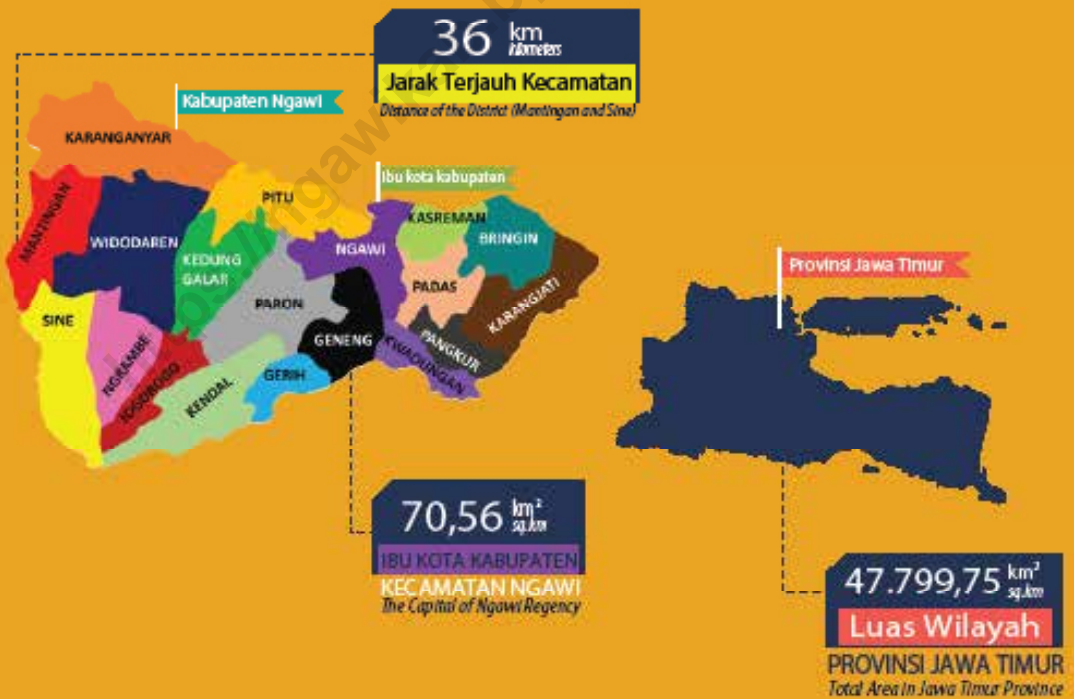 36 km
kilometers
Jarak Terjauh Kecamatan
Distance of the District (Mantingan and Sine)
Kabupaten Ngawi
KARANGANYAR
Ibu kota kabupaten
MANTINGAN
WIDODAREN
PITU
KEDUNG
GALAR
NGAWI
KASREMAN
BRINGIN
PADAS
KARANGJATI
SINE
NGRAMBE
PARON
GENENG
PANGKUR
KWADUNGAN
JOGOROGO
KENDAL
GERIH
Provinsi Jawa Timur
70,56 km²
sq.km
IBU KOTA KABUPATEN
KECAMATAN NGAWI
The Capital of Ngawi Regency
47.799,75 km²
sq.km
Luas Wilayah
PROVINSI JAWA TIMUR
Total Area in Jawa Timur Province